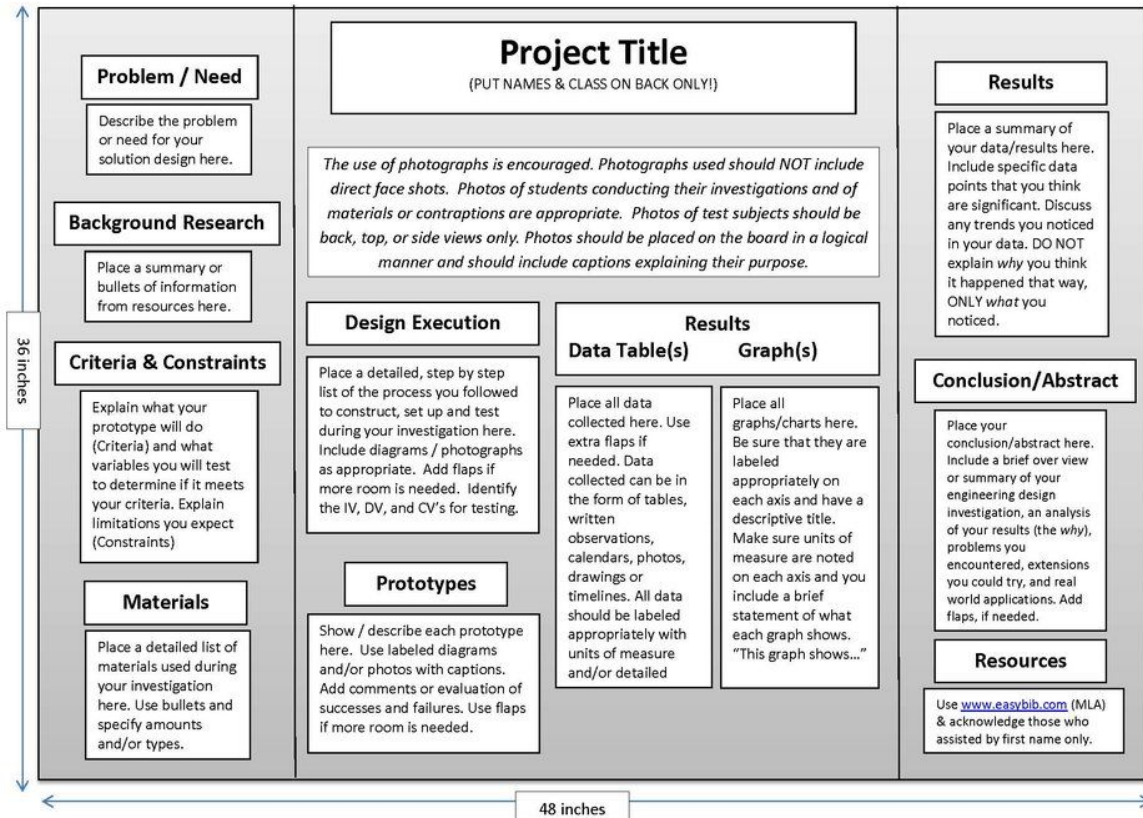 Project Title
(PUT NAMES & CLASS ON BACK ONLY!)
Problem / Need
Describe the problem
or need for your
solution design here.
Background Research
Place a summary or
bullets of information
from resources here.
Criteria & Constraints
Explain what your
prototype will do
(Criteria) and what
variables you will test
to determine if it meets
your criteria. Explain
limitations you expect
(Constraints)
Materials
Place a detailed list of
materials used during
your investigation
here. Use bullets and
specify amounts
and/or types.
The use of photographs is encouraged. Photographs used should NOT include
direct face shots. Photos of students conducting their investigations and of
materials or contraptions are appropriate. Photos of test subjects should be
back, top, or side views only. Photos should be placed on the board in a logical
manner and should include captions explaining their purpose.
Design Execution
Place a detailed, step by step
list of the process you followed
to construct, set up and test
during your investigation here.
Include diagrams / photographs
as appropriate. Add flaps if
more room is needed. Identify
the IV, DV, and CV's for testing.
Prototypes
Show / describe each prototype
here. Use labeled diagrams
and/or photos with captions.
Add comments or evaluation of
successes and failures. Use flaps
if more room is needed.
Results
Data Table(s) Graph(s)
Place all data
collected here. Use
extra flaps if
needed. Data
collected can be in
the form of tables,
written
observations,
calendars, photos,
drawings or
timelines. All data
should be labeled
appropriately with
units of measure
and/or detailed
Place all
graphs/charts here.
Be sure that they are
labeled
appropriately on
each axis and have a
descriptive title.
Make sure units of
measure are noted
on each axis and you
include a brief
statement of what
each graph shows.
"This graph shows…"
Results
Place a summary of
your data/results here.
Include specific data
points that you think
are significant. Discuss
any trends you noticed
in your data. DO NOT
explain why you think
it happened that way,
ONLY what you
noticed.
Conclusion/Abstract
Place your
conclusion/abstract here.
Include a brief over view
or summary of your
engineering design
investigation, an analysis
of your results (the why),
problems you
encountered, extensions
you could try, and real
world applications. Add
flaps, if needed.
Resources
Use www.easybib.com (MLA)
& acknowledge those who
assisted by first name only.
36 inches
48 inches